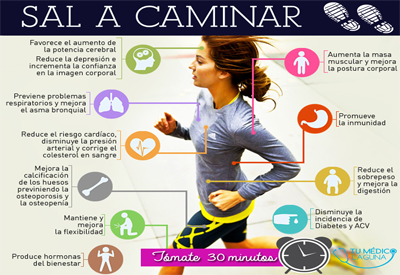 SAL A CAMINAR
Favorece el aumento de
la potencia cerebral
Reduce la depresión e
incrementa la confianza
en la imagen corporal
Previene problemas
respiratorios y mejora
el asma bronquial
Reduce el riesgo cardíaco,
disminuye la presión
arterial y corrige el
colesterol en sangre
Mejora la
calcificación
de los huesos
previniendo la
osteoporosis y la
osteopenía
Mantiene y
mejora
la flexibilidad
Produce hormonas
del bienestar
Aumenta la masa
muscular y mejora
la postura corporal
Promueve
la inmunidad
Reduce el
sobrepeso
y mejora la
digestión
Disminuye la
incidencia de
Diabetes y ACV
Tómate 30 minutos
TU MÉDICO
LAGUNA